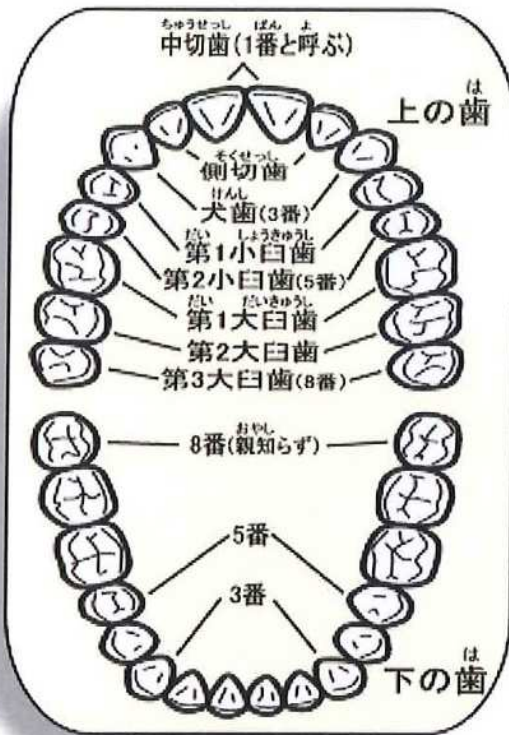 ちゅうせっし ばん よ
中切歯(1番と呼ぶ)
は
上の歯
そくせっし
側切歯
けんし
犬歯(3番)
だい しょうきゅうし
第1小臼歯
第2小臼歯(5番)
だい だいきゅうし
第1大臼歯
第2大臼歯
第3大臼歯(8番)
おやし
8番(親知らず)
5番
3番
は
下の歯